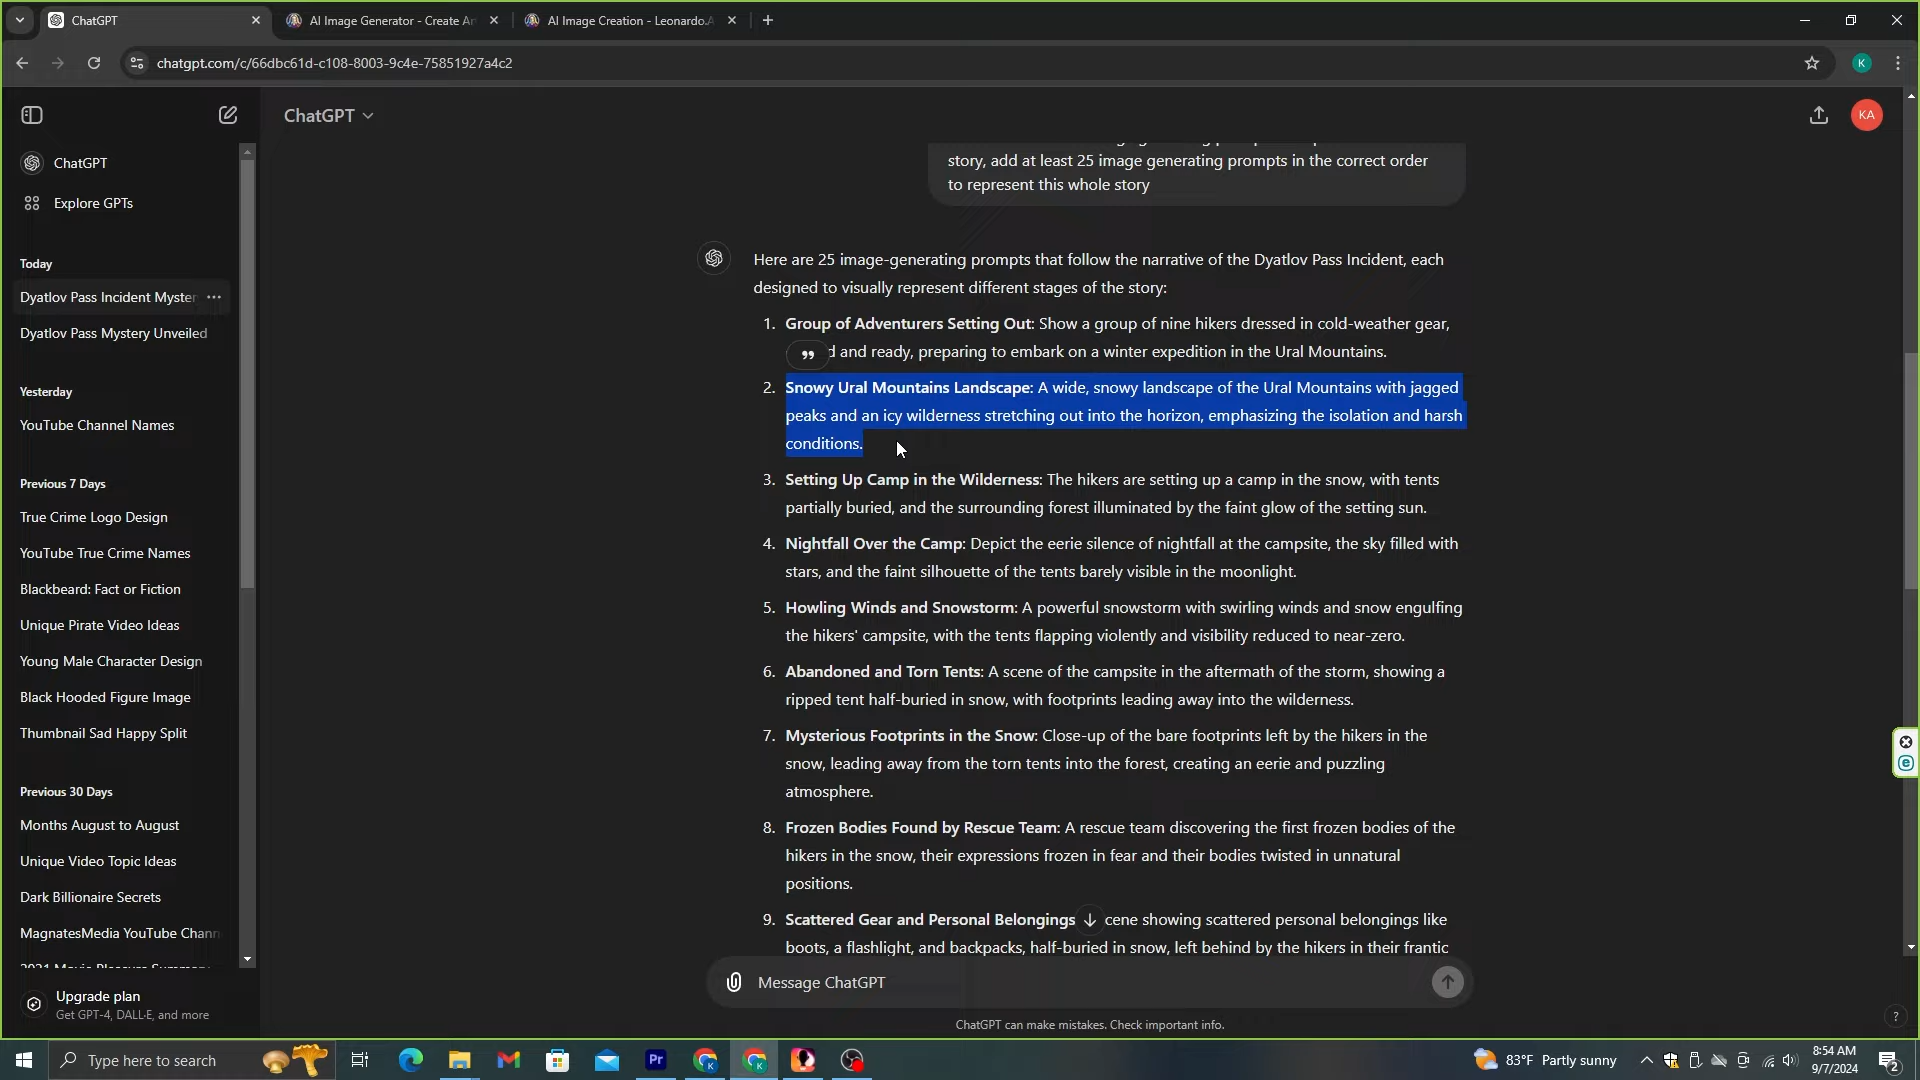 ChatGPT
AI Image Generator - Create Ar
AI Image Creation - Leonardo.A
chatgpt.com/c/66dbc61d-c108-8003-9c4e-75851927a4c2
K
ChatGPT
KA
ChatGPT
Explore GPTs
Today
Dyatlov Pass Incident Myster
Dyatlov Pass Mystery Unveiled
Yesterday
YouTube Channel Names
Previous 7 Days
True Crime Logo Design
YouTube True Crime Names
Blackbeard: Fact or Fiction
Unique Pirate Video Ideas
Young Male Character Design
Black Hooded Figure Image
Thumbnail Sad Happy Split
Previous 30 Days
Months August to August
Unique Video Topic Ideas
Dark Billionaire Secrets
MagnatesMedia YouTube Chann
Upgrade plan
Get GPT-4, DALL·E, and more
story, add at least 25 image generating prompts in the correct order
to represent this whole story
Here are 25 image-generating prompts that follow the narrative of the Dyatlov Pass Incident, each
designed to visually represent different stages of the story:
1. Group of Adventurers Setting Out: Show a group of nine hikers dressed in cold-weather gear,
d and ready, preparing to embark on a winter expedition in the Ural Mountains.
2. Snowy Ural Mountains Landscape: A wide, snowy landscape of the Ural Mountains with jagged
peaks and an icy wilderness stretching out into the horizon, emphasizing the isolation and harsh
conditions.
3. Setting Up Camp in the Wilderness: The hikers are setting up a camp in the snow, with tents
partially buried, and the surrounding forest illuminated by the faint glow of the setting sun.
4. Nightfall Over the Camp: Depict the eerie silence of nightfall at the campsite, the sky filled with
stars, and the faint silhouette of the tents barely visible in the moonlight.
5. Howling Winds and Snowstorm: A powerful snowstorm with swirling winds and snow engulfing
the hikers' campsite, with the tents flapping violently and visibility reduced to near-zero.
6. Abandoned and Torn Tents: A scene of the campsite in the aftermath of the storm, showing a
ripped tent half-buried in snow, with footprints leading away into the wilderness.
7. Mysterious Footprints in the Snow: Close-up of the bare footprints left by the hikers in the
snow, leading away from the torn tents into the forest, creating an eerie and puzzling
atmosphere.
8. Frozen Bodies Found by Rescue Team: A rescue team discovering the first frozen bodies of the
hikers in the snow, their expressions frozen in fear and their bodies twisted in unnatural
positions.
9. Scattered Gear and Personal Belongings cene showing scattered personal belongings like
boots, a flashlight, and backpacks, half-buried in snow, left behind by the hikers in their frantic
Message ChatGPT
ChatGPT can make mistakes. Check important info.
?
Type here to search
Pr
83°F Partly sunny
8:54 AM
9/7/2024
2